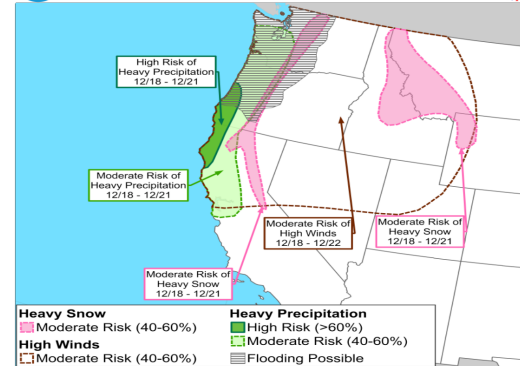 High Risk of
Heavy Precipitation
12/18 - 12/21
Moderate Risk of
Heavy Precipitation
12/18 - 12/21
Moderate Risk of
High Winds
12/18 - 12/22
Moderate Risk of
Heavy Snow
12/18 - 12/21
Moderate Risk of
Heavy Snow
12/18 - 12/21
Heavy Snow
Moderate Risk (40-60%)
High Winds
Moderate Risk (40-60%)
Heavy Precipitation
High Risk (>60%)
Moderate Risk (40-60%)
Flooding Possible